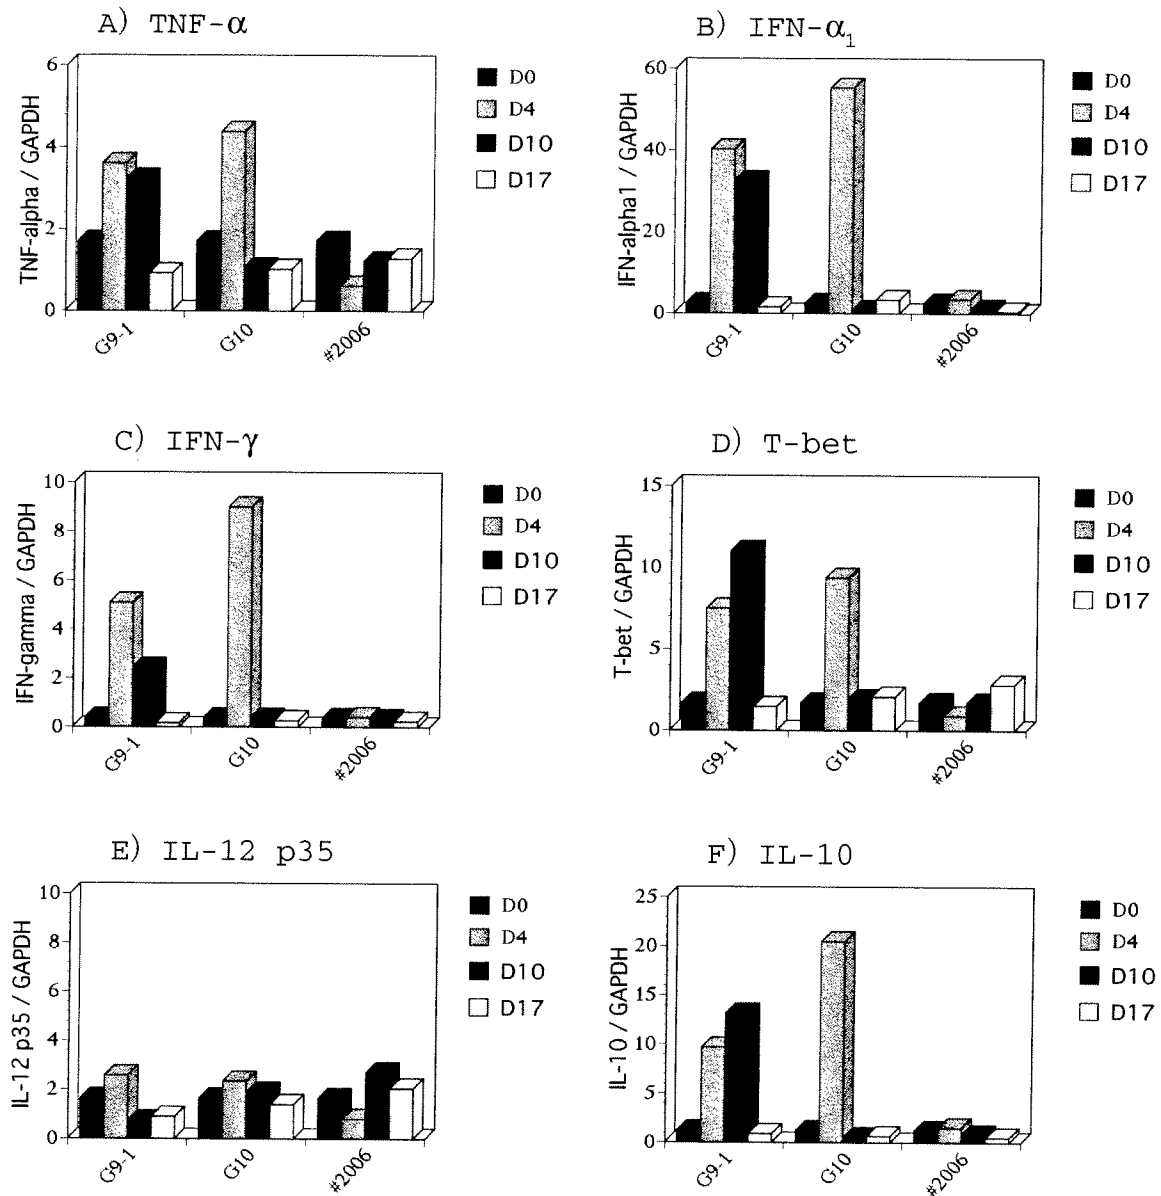 A) TNF-α
TNF-alpha / GAPDH
6
4
2
0
G9-1
G10
#2006
D0
D4
D10
D17
B) IFN-α1
IFN-alpha1 / GAPDH
60
40
20
0
G9-1
G10
#2006
D0
D4
D10
D17
C) IFN-γ
IFN-gamma / GAPDH
10
8
6
4
2
0
G9-1
G10
#2006
D0
D4
D10
D17
D) T-bet
T-bet / GAPDH
15
10
5
0
G9-1
G10
#2006
D0
D4
D10
D17
E) IL-12 p35
IL-12 p35 / GAPDH
10
8
6
4
2
0
G9-1
G10
#2006
D0
D4
D10
D17
F) IL-10
IL-10 / GAPDH
25
20
15
10
5
0
G9-1
G10
#2006
D0
D4
D10
D17